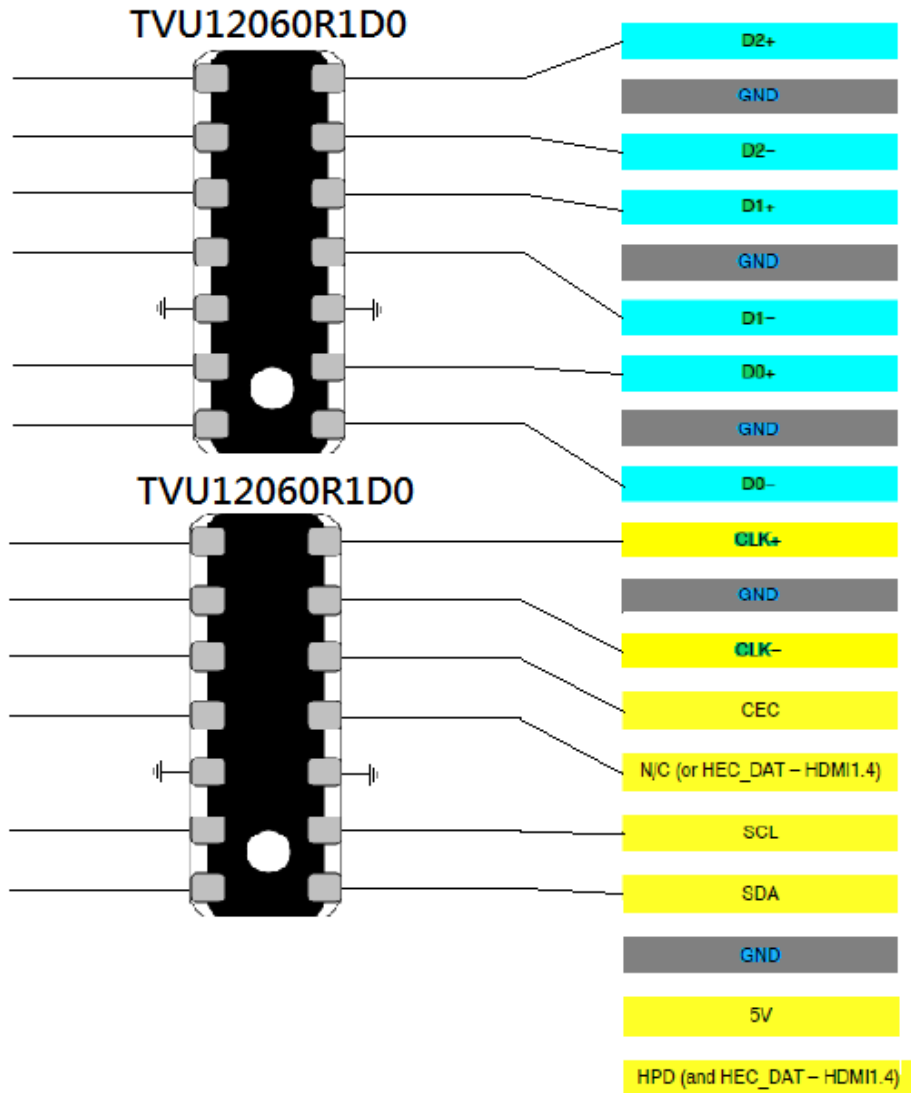 TVU12060R1D0
D2+
GND
D2–
D1+
GND
D1–
D0+
GND
D0–
TVU12060R1D0
CLK+
GND
CLK–
CEC
N/C (or HEC_DAT – HDMI1.4)
SCL
SDA
GND
5V
HPD (and HEC_DAT – HDMI1.4)